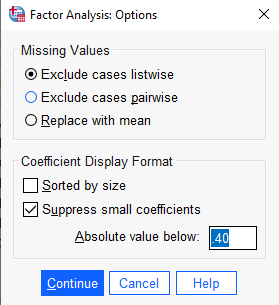 Factor Analysis: Options
Missing Values
Exclude cases listwise
Exclude cases pairwise
Replace with mean
Coefficient Display Format
Sorted by size
Suppress small coefficients
Absolute value below: .40
Continue Cancel Help